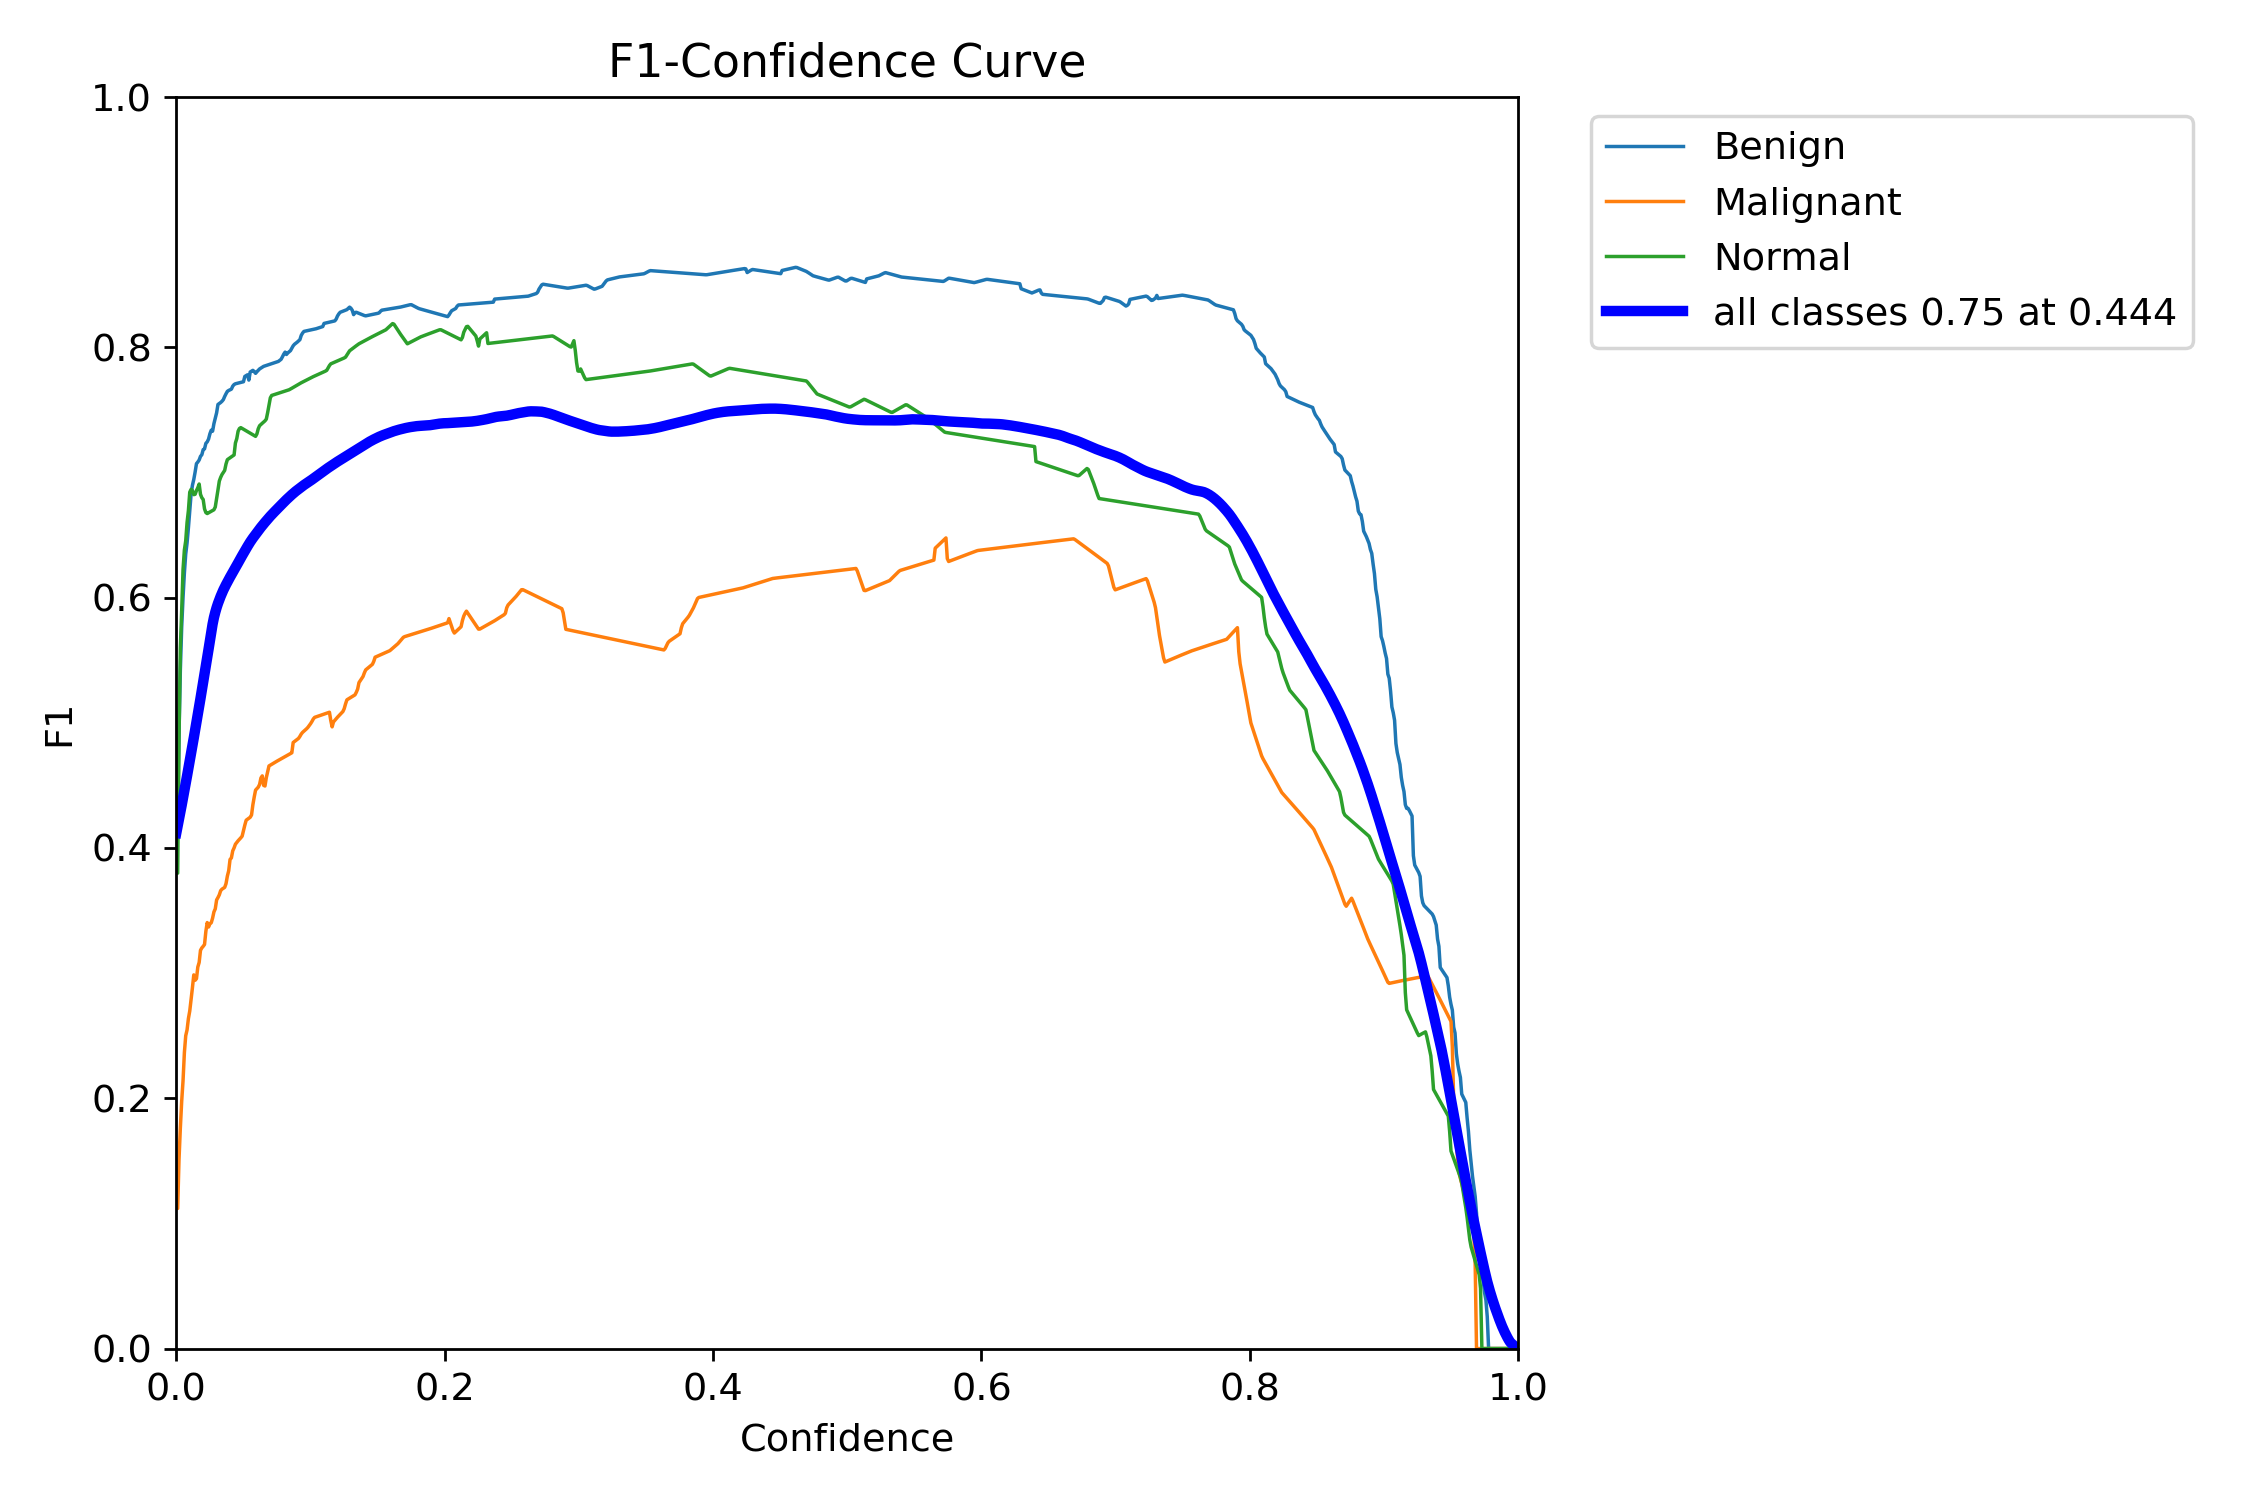 F1-Confidence Curve
1.0
0.8
0.6
0.4
0.2
0.0
F1
0.0 0.2 0.4 0.6 0.8 1.0
Confidence
Benign
Malignant
Normal
all classes 0.75 at 0.444